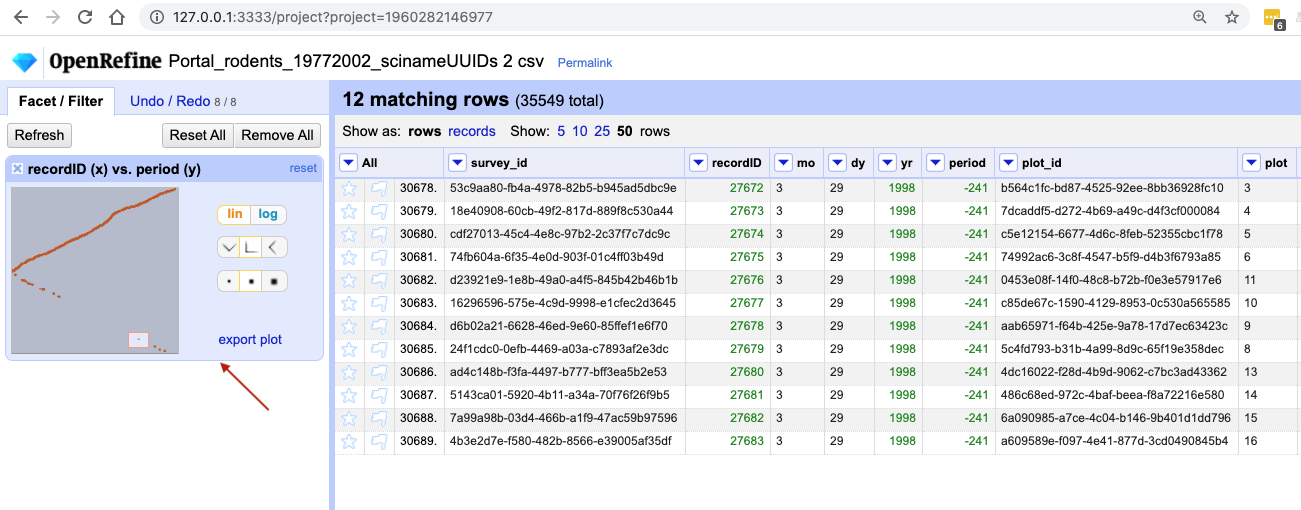 127.0.0.1:3333/project?project=1960282146977
6
OpenRefine Portal_rodents_19772002_scinameUUIDs 2 csv Permalink
Facet / Filter Undo / Redo 8 / 8
Refresh Reset All Remove All
recordID (x) vs. period (y) reset
lin log
export plot
12 matching rows (35549 total)
Show as: rows records Show: 5 10 25 50 rows
All survey_id recordID mo dy yr period plot_id plot
30678. 53c9aa80-fb4a-4978-82b5-b945ad5dbc9e 27672 3 29 1998 -241 b564c1fc-bd87-4525-92ee-8bb36928fc10 3
30679. 18e40908-60cb-49f2-817d-889f8c530a44 27673 3 29 1998 -241 7dcaddf5-d272-4b69-a49c-d4f3cf000084 4
30680. cdf27013-45c4-4e8c-97b2-2c37f7c7dc9c 27674 3 29 1998 -241 c5e12154-6677-4d6c-8feb-52355cbc1f78 5
30681. 74fb604a-6f35-4e0d-903f-01c4ff03b49d 27675 3 29 1998 -241 74992ac6-3c8f-4547-b5f9-d4b3f6793a85 6
30682. d23921e9-1e8b-49a0-a4f5-845b42b46b1b 27676 3 29 1998 -241 0453e08f-14f0-48c8-b72b-f0e3e57917e6 11
30683. 16296596-575e-4c9d-9998-e1cfec2d3645 27677 3 29 1998 -241 c85de67c-1590-4129-8953-0c530a565585 10
30684. d6b02a21-6628-46ed-9e60-85ffef1e6f70 27678 3 29 1998 -241 aab65971-f64b-425e-9a78-17d7ec63423c 9
30685. 24f1cdc0-0efb-4469-a03a-c7893af2e3dc 27679 3 29 1998 -241 5c4fd793-b31b-4a99-8d9c-65f19e358dec 8
30686. ad4c148b-f3fa-4497-b777-bff3ea5b2e53 27680 3 29 1998 -241 4dc16022-f28d-4b9d-9062-c7bc3ad43362 13
30687. 5143ca01-5920-4b11-a34a-70f76f26f9b5 27681 3 29 1998 -241 486c68ed-972c-4baf-beea-f8a72216e580 14
30688. 7a99a98b-03d4-466b-a1f9-47ac59b97596 27682 3 29 1998 -241 6a090985-a7ce-4c04-b146-9b401d1dd796 15
30689. 4b3e2d7e-f580-482b-8566-e39005af35df 27683 3 29 1998 -241 a609589e-f097-4e41-877d-3cd0490845b4 16